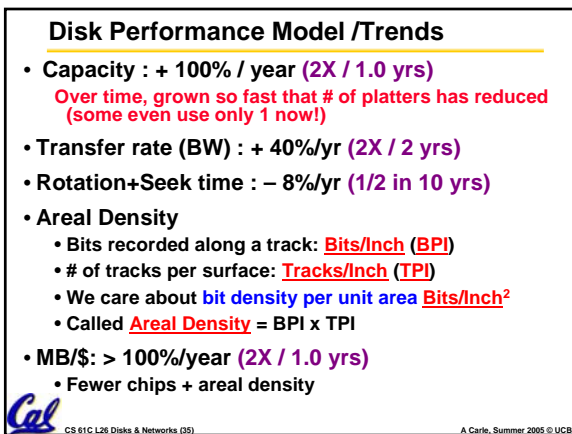 Disk Performance Model /Trends
• Capacity : + 100% / year (2X / 1.0 yrs)
Over time, grown so fast that # of platters has reduced
(some even use only 1 now!)
• Transfer rate (BW) : + 40%/yr (2X / 2 yrs)
• Rotation+Seek time : – 8%/yr (1/2 in 10 yrs)
• Areal Density
• Bits recorded along a track: Bits/Inch (BPI)
• # of tracks per surface: Tracks/Inch (TPI)
• We care about bit density per unit area Bits/Inch²
• Called Areal Density = BPI x TPI
• MB/$: > 100%/year (2X / 1.0 yrs)
• Fewer chips + areal density
Cal
CS 61C L26 Disks & Networks (35)
A Carle, Summer 2005 © UCB